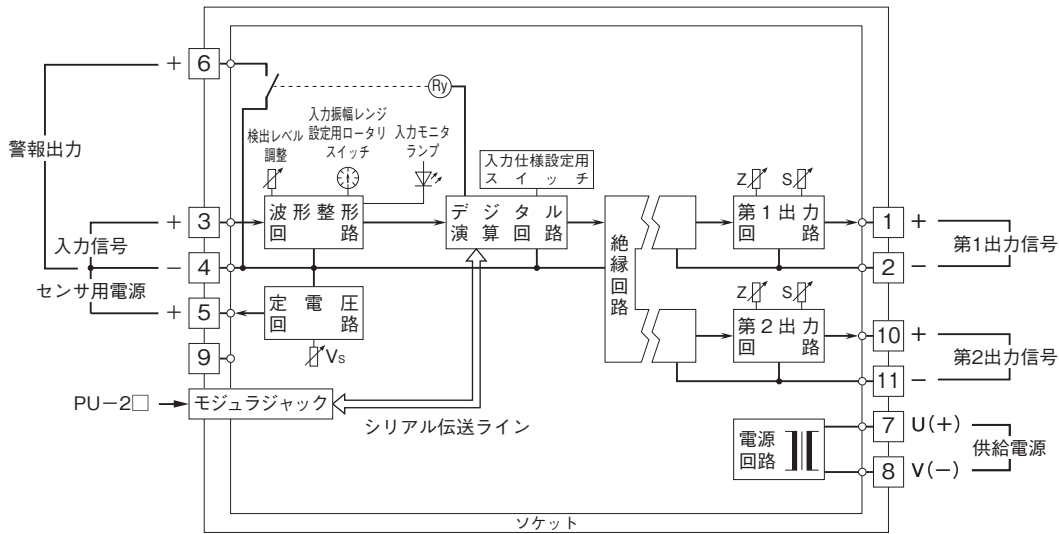 + 6
Ry
警報出力
検出レベル
調整
入力振幅レンジ
設定用ロータリ
スイッチ
入力モニタ
ランプ
入力仕様設定用
スイッチ
+ 3
入力信号
− 4
センサ用電源
+ 5
9
波形整形
回路
デジタル
演算回路
絶縁回路
定電圧
回路
Vs
Z S
第1出力
回路
1 +
第1出力信号
2 −
Z S
第2出力
回路
10 +
第2出力信号
11 −
PU−2□
モジュラジャック
シリアル伝送ライン
電源
回路
7 U(+)
供給電源
8 V(−)
ソケット